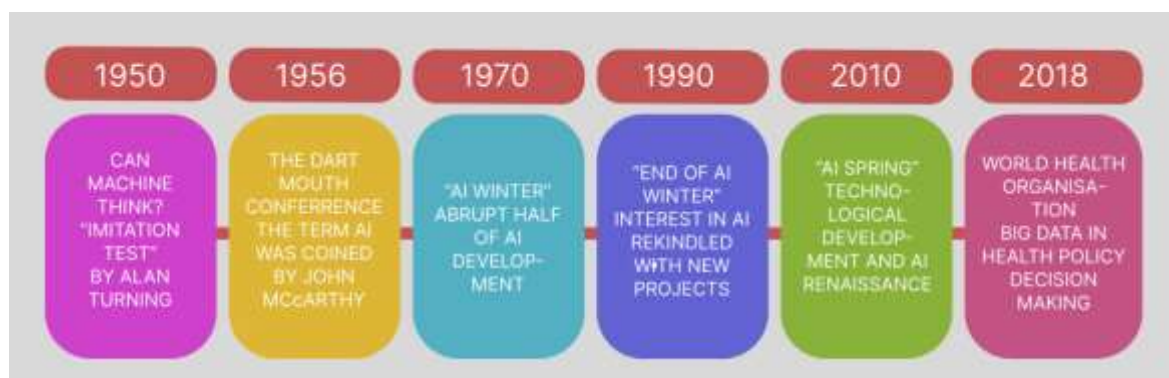 1950
CAN
MACHINE
THINK?
"IMITATION
TEST"
BY ALAN
TURNING
1956
THE DART
MOUTH
CONFERRENCE
THE TERM AI
WAS COINED
BY JOHN
MCcARTHY
1970
"AI WINTER"
ABRUPT HALF
OF AI
DEVELOP-
MENT
1990
"END OF AI
WINTER"
INTEREST IN AI
REKINDLED
WITH NEW
PROJECTS
2010
"AI SPRING"
TECHNO-
LOGICAL
DEVELOP-
MENT AND AI
RENAISSANCE
2018
WORLD HEALTH
ORGANISA-
TION
BIG DATA IN
HEALTH POLICY
DECISION
MAKING